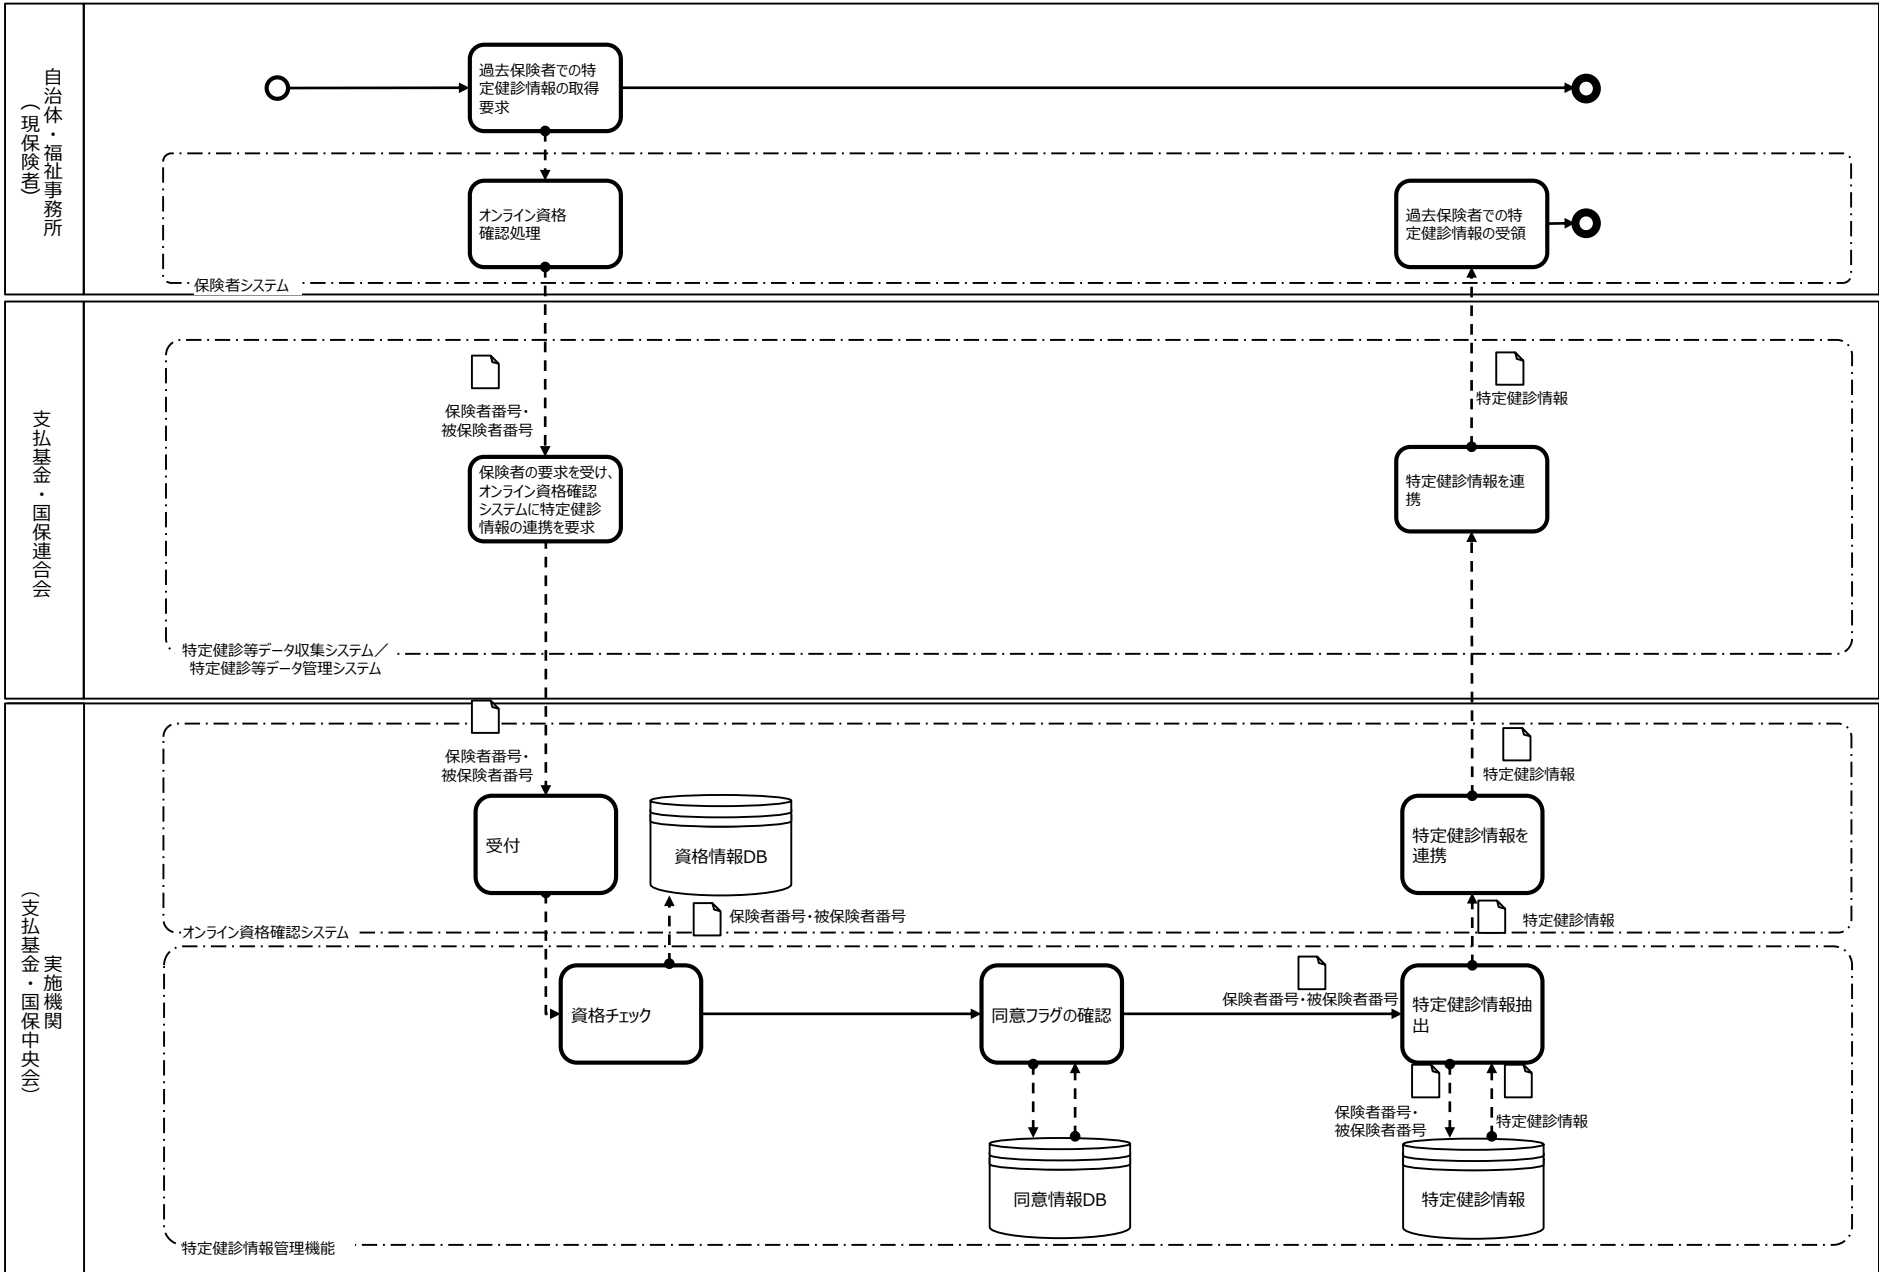 自治体・福祉事務所
（現保険者）
過去保険者での特
定健診情報の取得
要求
オンライン資格
確認処理
過去保険者での特
定健診情報の受領
保険者システム
支払基金・国保連合会
保険者番号・
被保険者番号
特定健診情報
保険者の要求を受け、
オンライン資格確認
システムに特定健診
情報の連携を要求
特定健診情報を連
携
特定健診等データ収集システム／
特定健診等データ管理システム
実施機関
（支払基金・国保中央会）
保険者番号・
被保険者番号
特定健診情報
受付
資格情報DB
特定健診情報を
連携
保険者番号・被保険者番号
特定健診情報
オンライン資格確認システム
資格チェック
同意フラグの確認
保険者番号・被保険者番号
特定健診情報抽
出
保険者番号・
被保険者番号
特定健診情報
同意情報DB
特定健診情報
特定健診情報管理機能